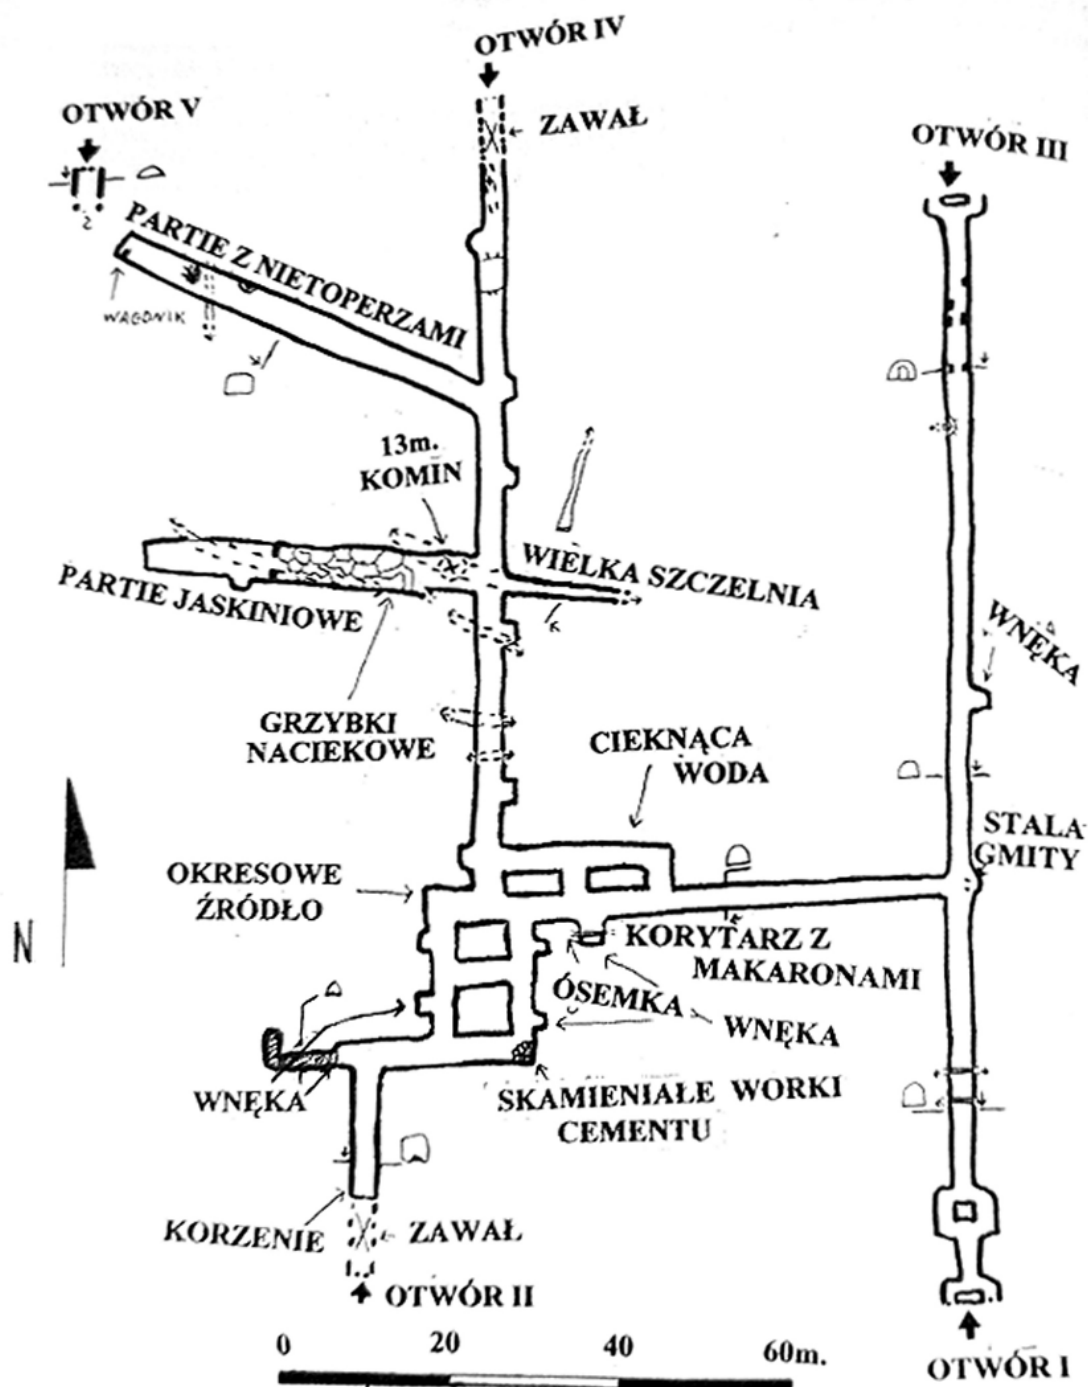 OTWÓR IV
ZAWAŁ
OTWÓR V
OTWÓR III
PARTIE Z NIETOPERZAMI
WAGONIK
13m.
KOMIN
WIELKA SZCZELNIA
PARTIE JASKINIOWE
WNĘKA
GRZYBKI
NACIEKOWE
CIEKNĄCA
WODA
STALA-
GMITY
OKRESOWE
ŹRÓDŁO
N
KORYTARZ Z
MAKARONAMI
ÓSEMKA
WNĘKA
WNĘKA
SKAMIENIAŁE WORKI
CEMENTU
KORZENIE
ZAWAŁ
OTWÓR II
0 20 40 60m.
OTWÓR I